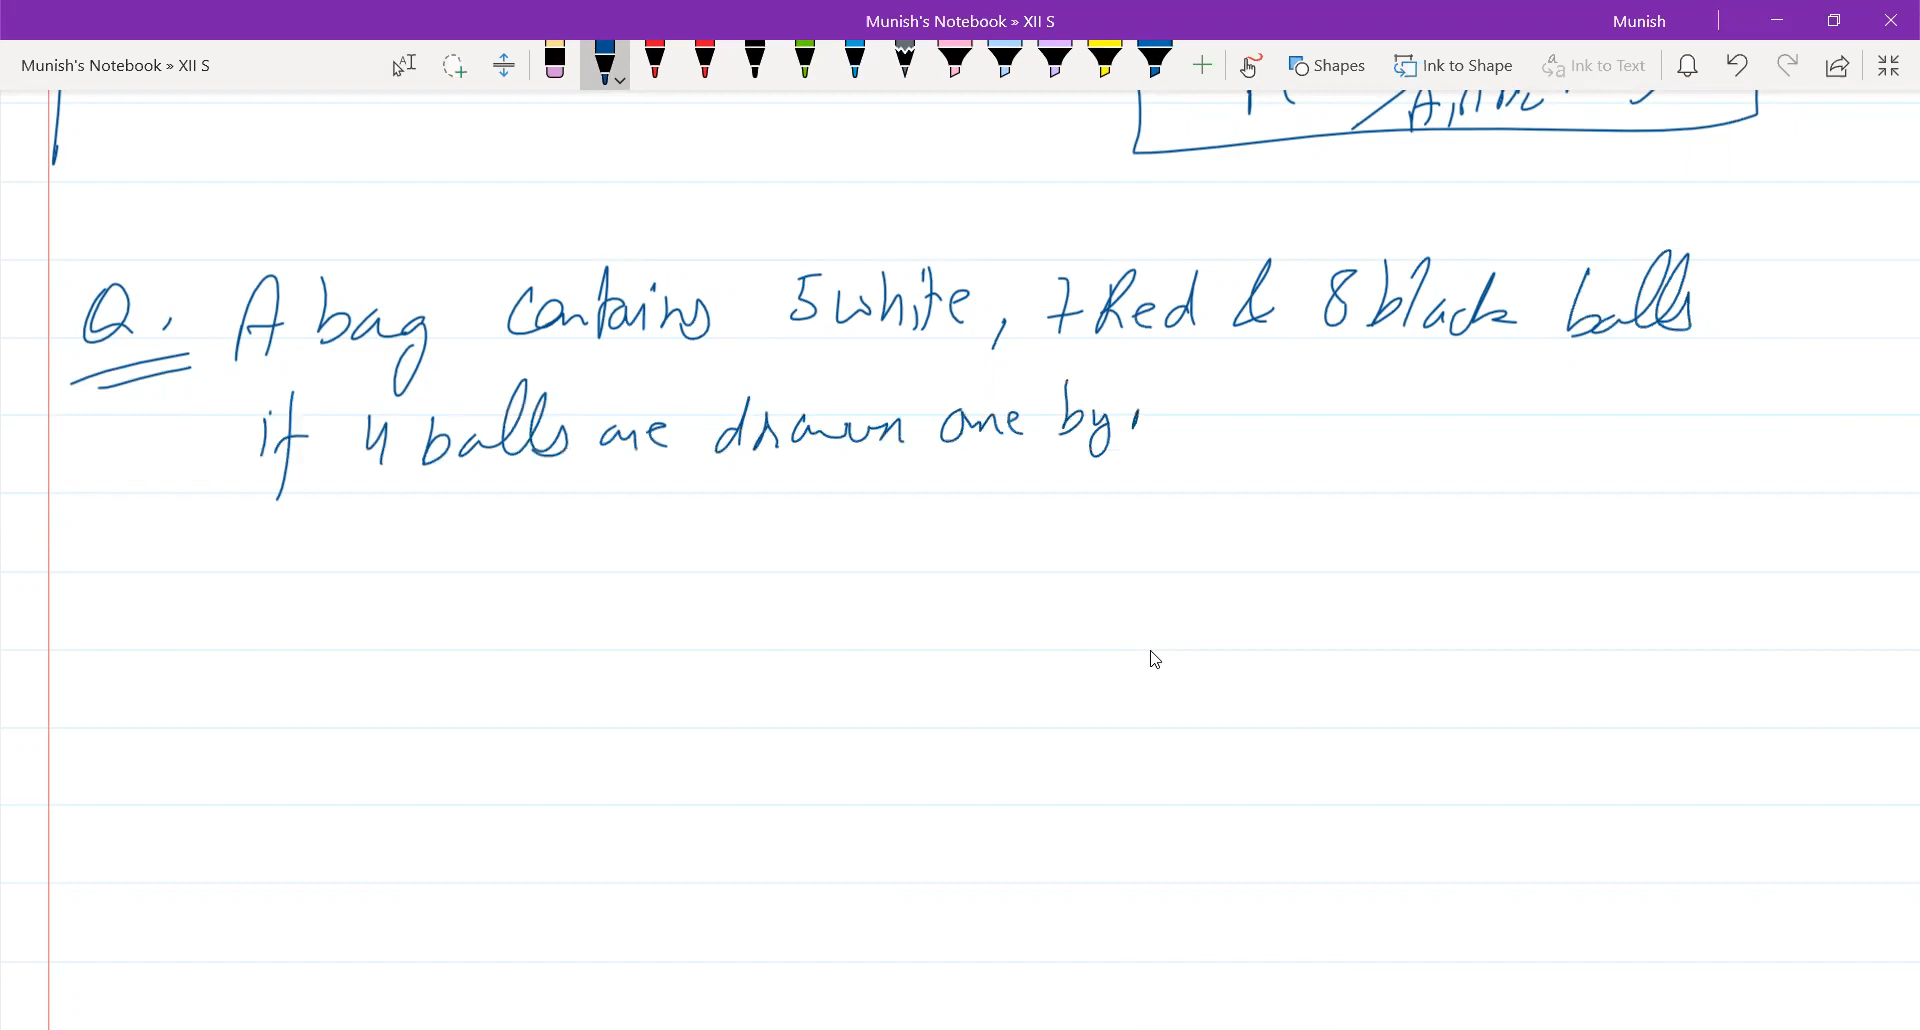 Munish's Notebook » XII S
Munish
Munish's Notebook » XII S
Shapes
Ink to Shape
Ink to Text
Q. A bag contains 5 white, 7 Red & 8 black balls
if 4 balls are drawn one by